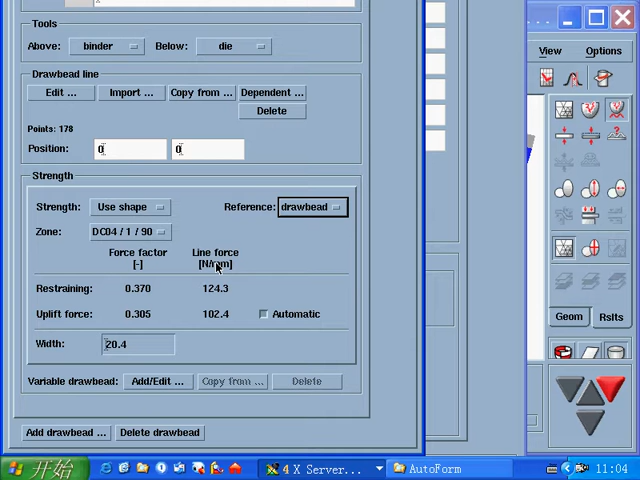 View Options
Tools
Above: binder Below: die
Drawbead line
Edit ... Import ... Copy from ... Dependent ...
Delete
Points: 178
Position: 0 0
Strength
Strength: Use shape Reference: drawbead
Zone: DC04 / 1 / 90
Force factor Line force
[-] [N/mm]
Restraining: 0.370 124.3
Uplift force: 0.305 102.4 Automatic
Width: 20.4
Geom Rslts
Variable drawbead: Add/Edit ... Copy from ... Delete
Add drawbead ... Delete drawbead
开始 4 X Server... AutoForm 11:04